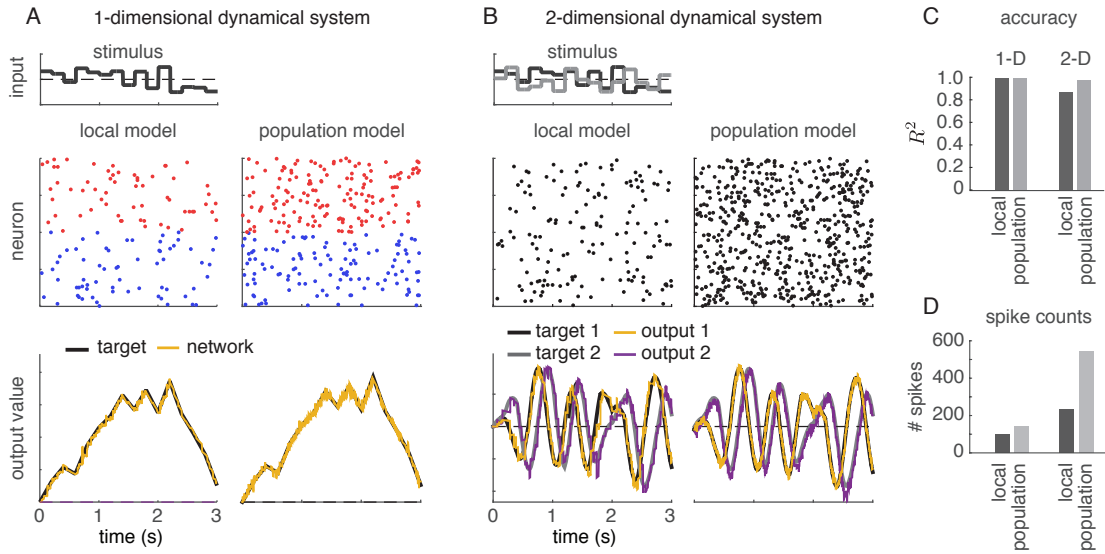 A
1-dimensional dynamical system
input
stimulus
local model
population model
neuron
target
network
output value
0
1
2
3
time (s)
B
2-dimensional dynamical system
stimulus
local model
population model
target 1
output 1
target 2
output 2
0
1
2
3
time (s)
C
accuracy
1-D
2-D
R²
1.0
0.8
0.6
0.4
0.2
0
local
population
local
population
D
spike counts
# spikes
600
400
200
0
local
population
local
population